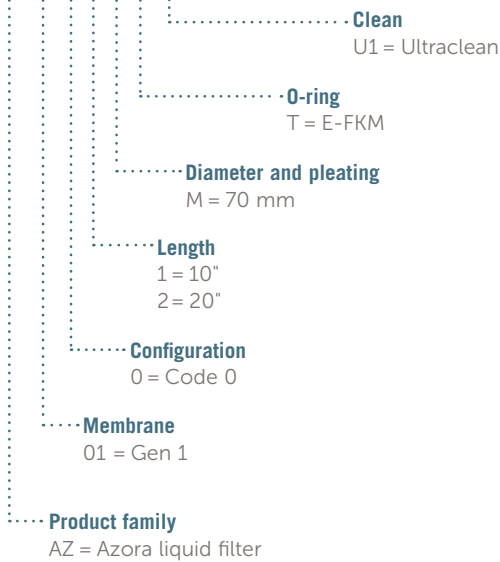 Clean
U1 = Ultraclean
O-ring
T = E-FKM
Diameter and pleating
M = 70 mm
Length
1 = 10"
2 = 20"
Configuration
0 = Code 0
Membrane
01 = Gen 1
Product family
AZ = Azora liquid filter